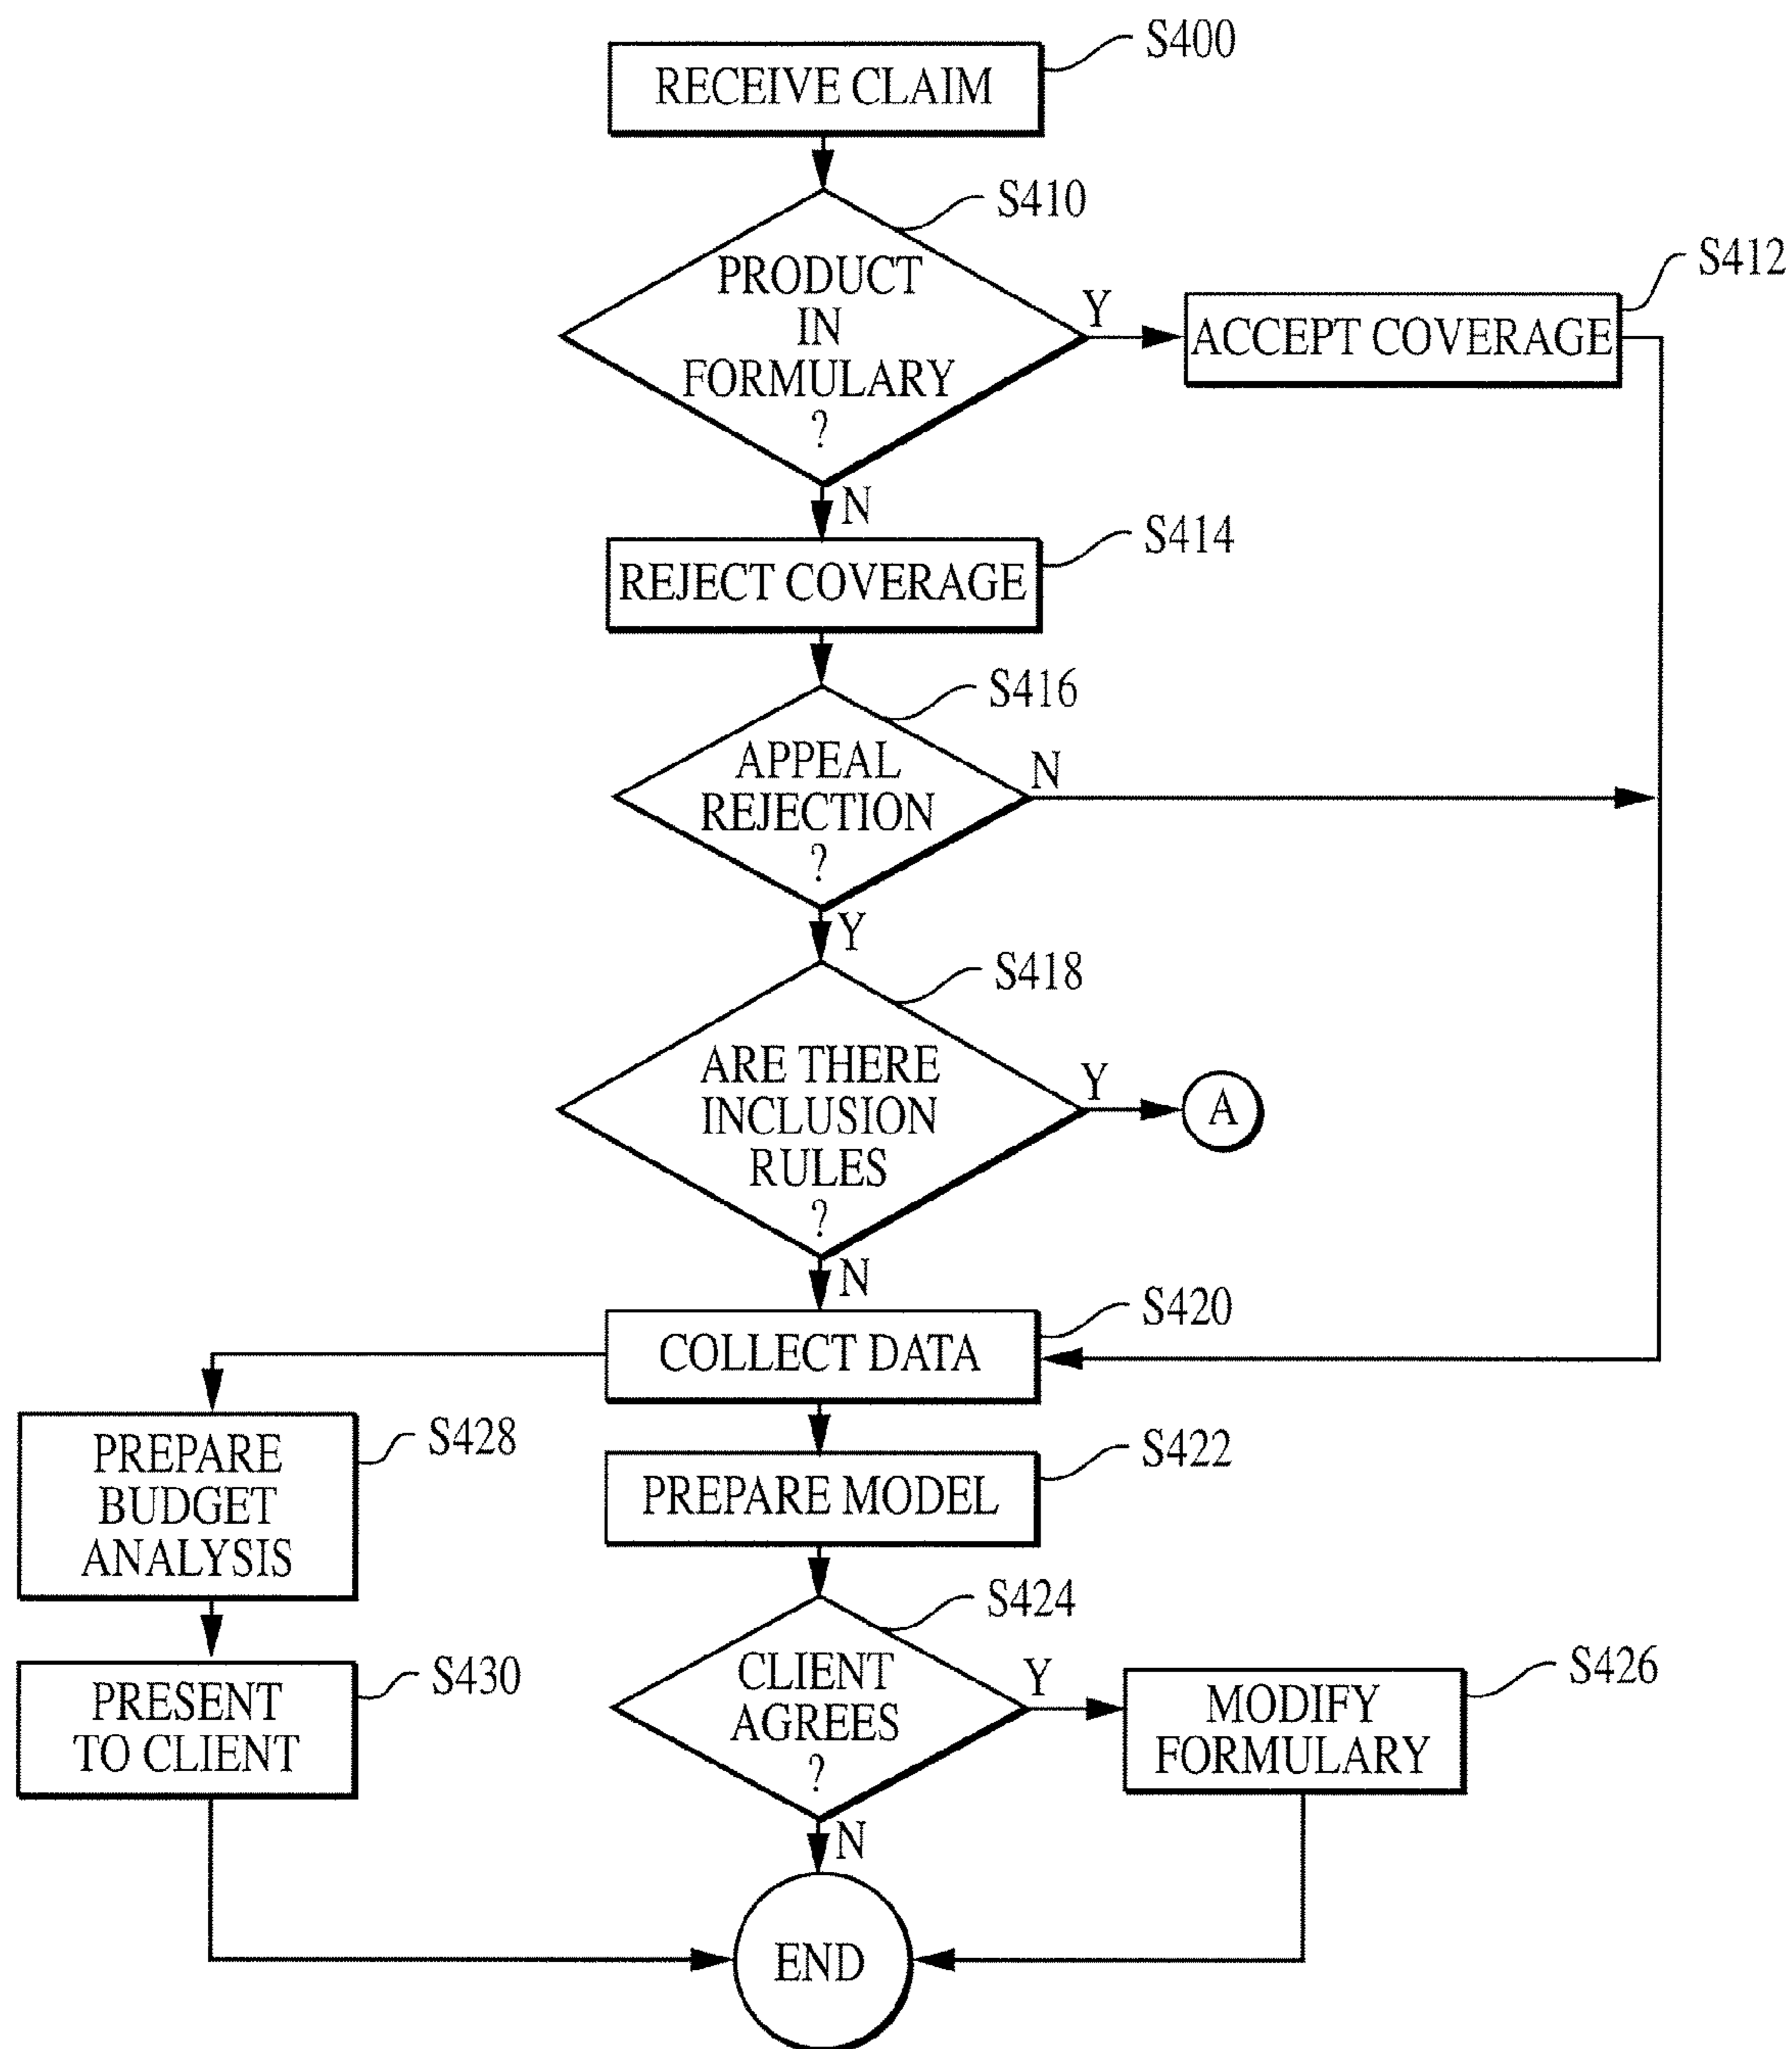 S400
RECEIVE CLAIM
S410
PRODUCT
IN
FORMULARY
?
Y
S412
ACCEPT COVERAGE
N
S414
REJECT COVERAGE
S416
APPEAL
REJECTION
?
N
Y
S418
ARE THERE
INCLUSION
RULES
?
Y
A
N
S420
COLLECT DATA
S428
PREPARE
BUDGET
ANALYSIS
S422
PREPARE MODEL
S430
PRESENT
TO CLIENT
S424
CLIENT
AGREES
?
Y
S426
MODIFY
FORMULARY
N
END